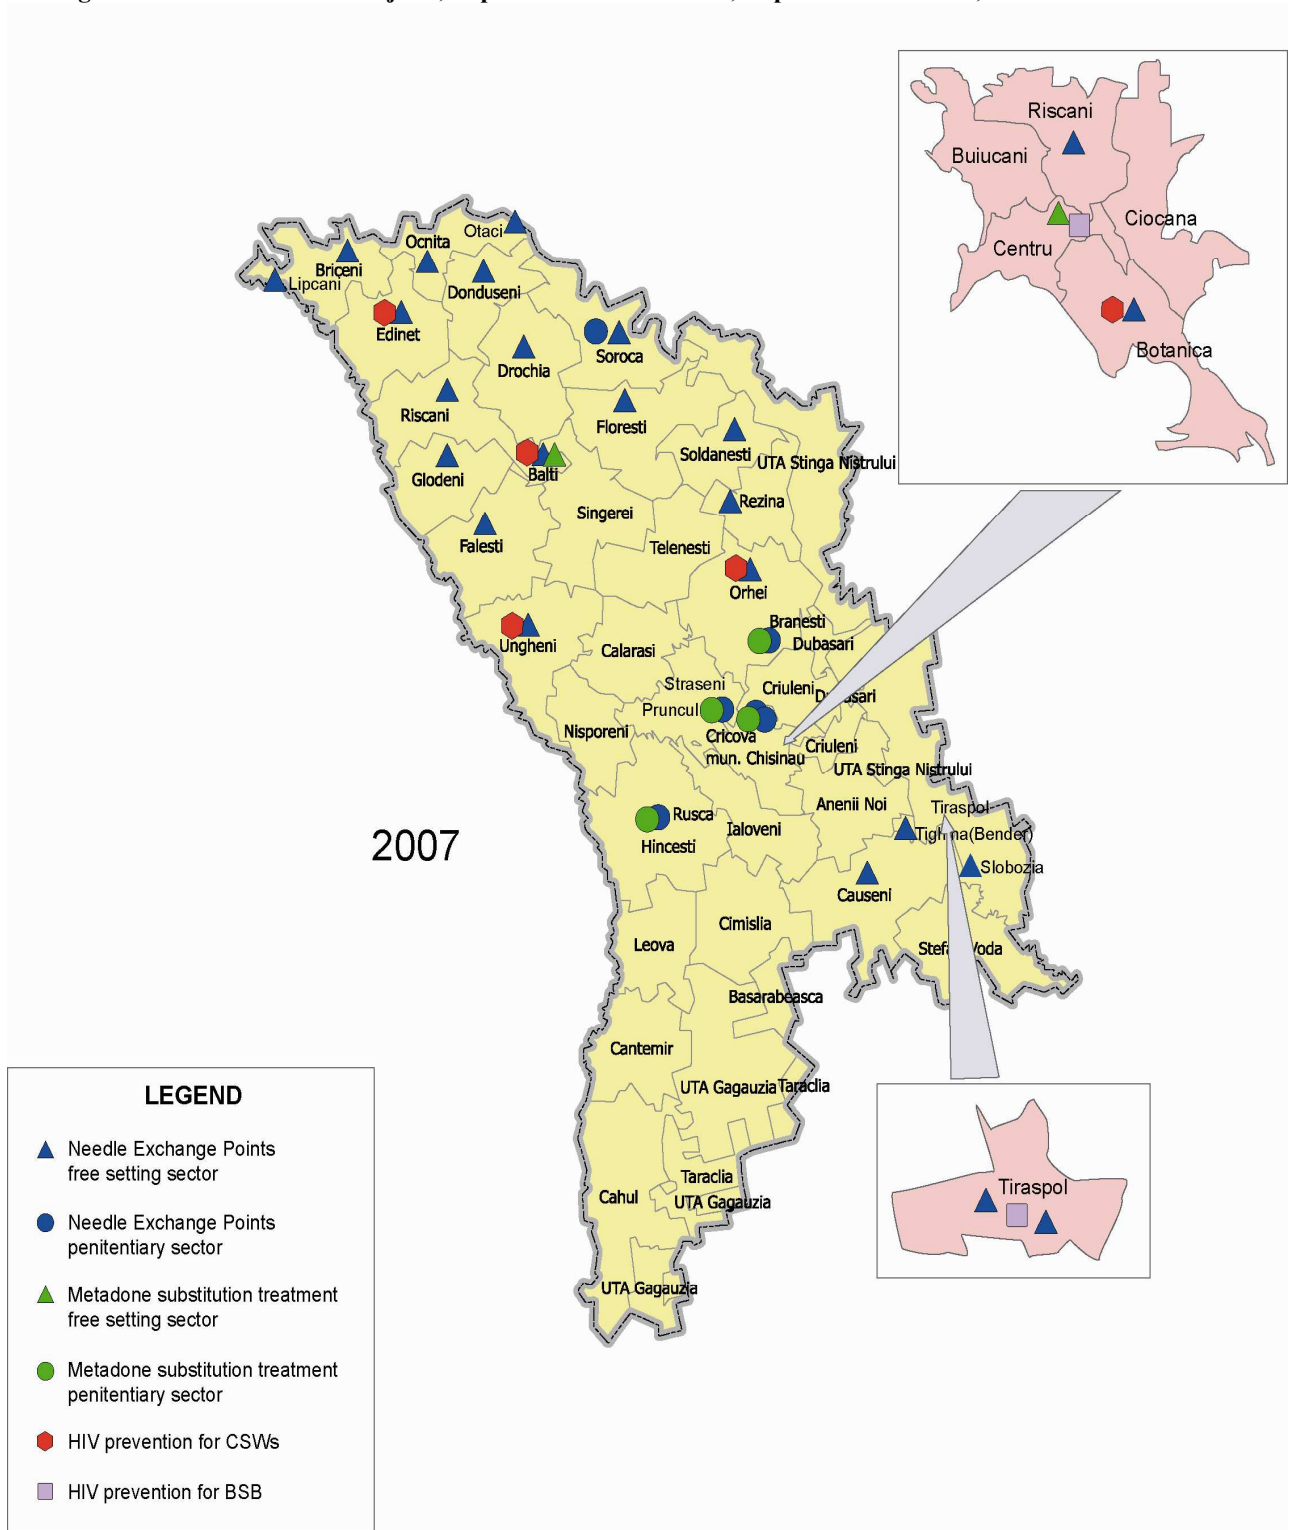 Riscani
Buiucani
Ciocana
Centru
Botanica
Otaci
Ocnita
Briceni
Lipcani
Donduseni
Edinet
Soroca
Drochia
Riscani
Floresti
Soldanesti
UTA Stinga Nistrului
Glodeni
Balti
Rezina
Singerei
Falesti
Telenesti
Orhei
Branesti
Ungheni
Calarasi
Dubasari
Straseni
Criuleni
Pruncul
Nisporeni
Cricova
Criuleni
mun. Chisinau
UTA Stinga Nistrului
Anenii Noi
Tiraspol
Rusca
Ialoveni
2007
Hincesti
Slobozia
Causeni
Cimislia
Leova
Basarabeasca
Cantemir
UTA Gagauzia
Taraclia
Taraclia
Cahul
UTA Gagauzia
UTA Gagauzia
Tiraspol
LEGEND
Needle Exchange Points
free setting sector
Needle Exchange Points
penitentiary sector
Metadone substitution treatment
free setting sector
Metadone substitution treatment
penitentiary sector
HIV prevention for CSWs
HIV prevention for BSB